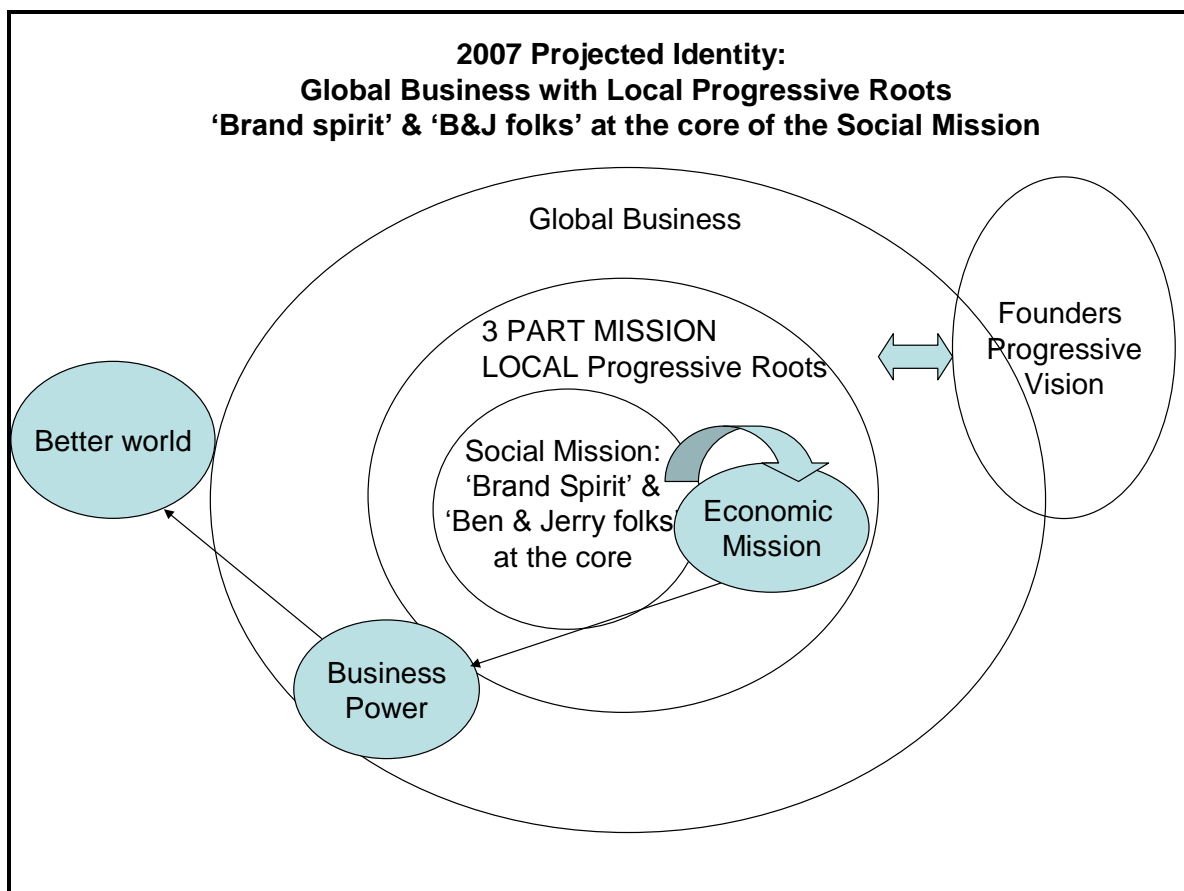 2007 Projected Identity:
Global Business with Local Progressive Roots
‘Brand spirit’ & ‘B&J folks’ at the core of the Social Mission
Global Business
3 PART MISSION
LOCAL Progressive Roots
Founders
Progressive
Vision
Better world
Social Mission:
‘Brand Spirit’ &
‘Ben & Jerry folks’
at the core
Economic
Mission
Business
Power